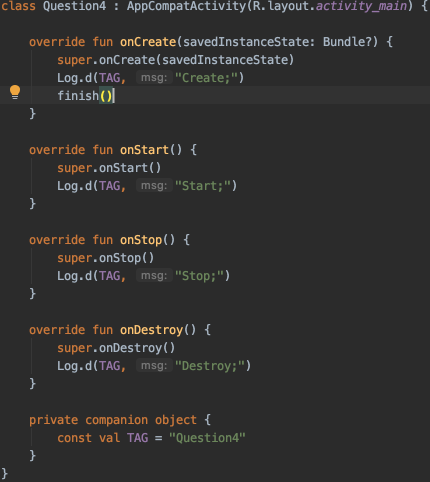 class Question4 : AppCompatActivity(R.layout.activity_main) {
override fun onCreate(savedInstanceState: Bundle?) {
super.onCreate(savedInstanceState)
Log.d(TAG, msg: "Create;")
finish()
}
override fun onStart() {
super.onStart()
Log.d(TAG, msg: "Start;")
}
override fun onStop() {
super.onStop()
Log.d(TAG, msg: "Stop;")
}
override fun onDestroy() {
super.onDestroy()
Log.d(TAG, msg: "Destroy;")
}
private companion object {
const val TAG = "Question4"
}
}